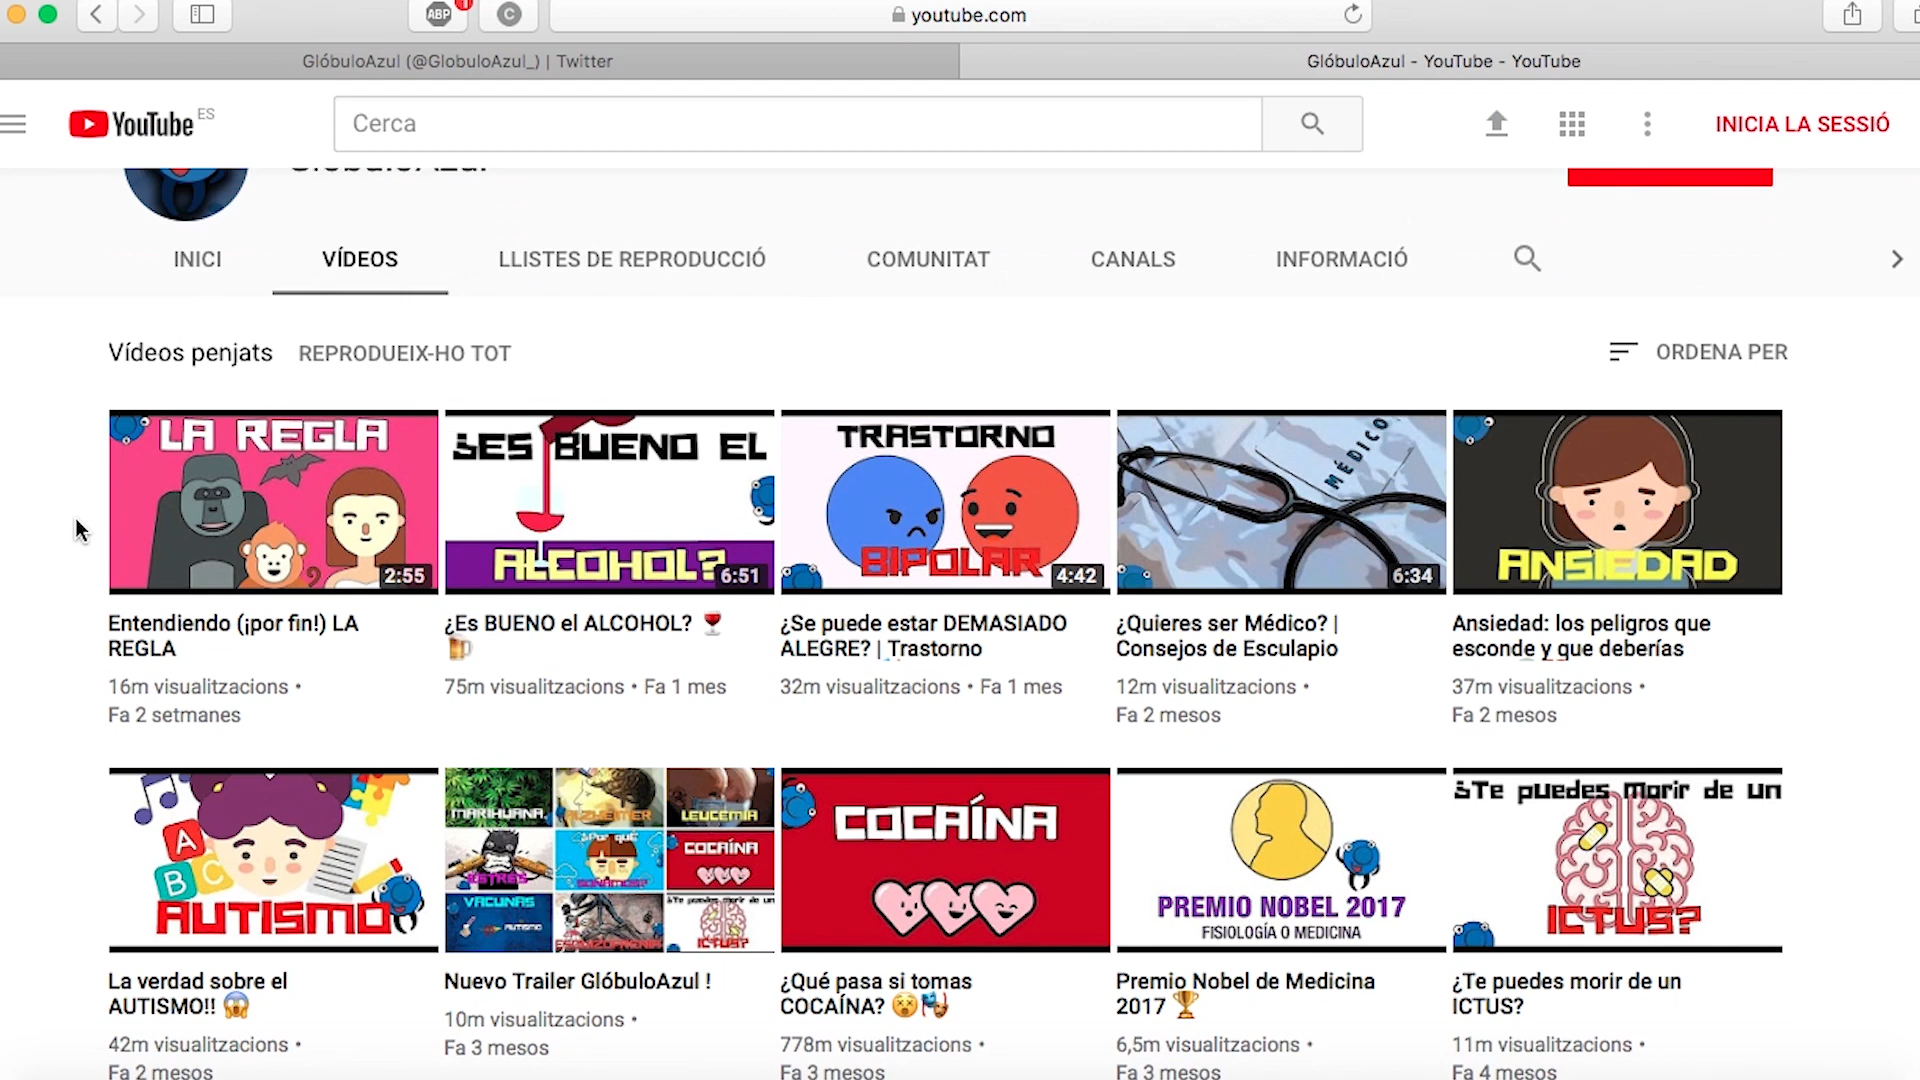 ABP
1
C
youtube.com
GlóbuloAzul (@GlobuloAzul_) | Twitter
GlóbuloAzul - YouTube - YouTube
YouTube ES
Cerca
INICIA LA SESSIÓ
GlóbuloAzul
INICI
VÍDEOS
LLISTES DE REPRODUCCIÓ
COMUNITAT
CANALS
INFORMACIÓ
Vídeos penjats
REPRODUEIX-HO TOT
ORDENA PER
LA REGLA
2:55
¿ES BUENO EL
ALCOHOL?
6:51
TRASTORNO
BIPOLAR
4:42
MÉDICO
6:34
ANSIEDAD
Entendiendo (¡por fin!) LA
REGLA
16m visualitzacions •
Fa 2 setmanes
¿Es BUENO el ALCOHOL? 🍷
🍺
75m visualitzacions • Fa 1 mes
¿Se puede estar DEMASIADO
ALEGRE? | Trastorno
32m visualitzacions • Fa 1 mes
¿Quieres ser Médico? |
Consejos de Esculapio
12m visualitzacions •
Fa 2 mesos
Ansiedad: los peligros que
esconde y que deberías
37m visualitzacions •
Fa 2 mesos
A
B C
AUTISMO
MARIHUANA
ALZHEIMER
LEUCEMIA
ESTRÉS
¿Por qué
SOÑAMOS?
COCAÍNA
VACUNAS
AUTISMO
ESQUIZOFRENIA
¿Te puedes morir de un
ICTUS?
COCAÍNA
PREMIO NOBEL 2017
FISIOLOGÍA O MEDICINA
¿Te puedes morir de un
ICTUS?
La verdad sobre el
AUTISMO!! 😱
42m visualitzacions •
Fa 2 mesos
Nuevo Trailer GlóbuloAzul !
10m visualitzacions •
Fa 3 mesos
¿Qué pasa si tomas
COCAÍNA? 😵🎭
778m visualitzacions •
Fa 3 mesos
Premio Nobel de Medicina
2017 🏆
6,5m visualitzacions •
Fa 3 mesos
¿Te puedes morir de un
ICTUS?
11m visualitzacions •
Fa 4 mesos